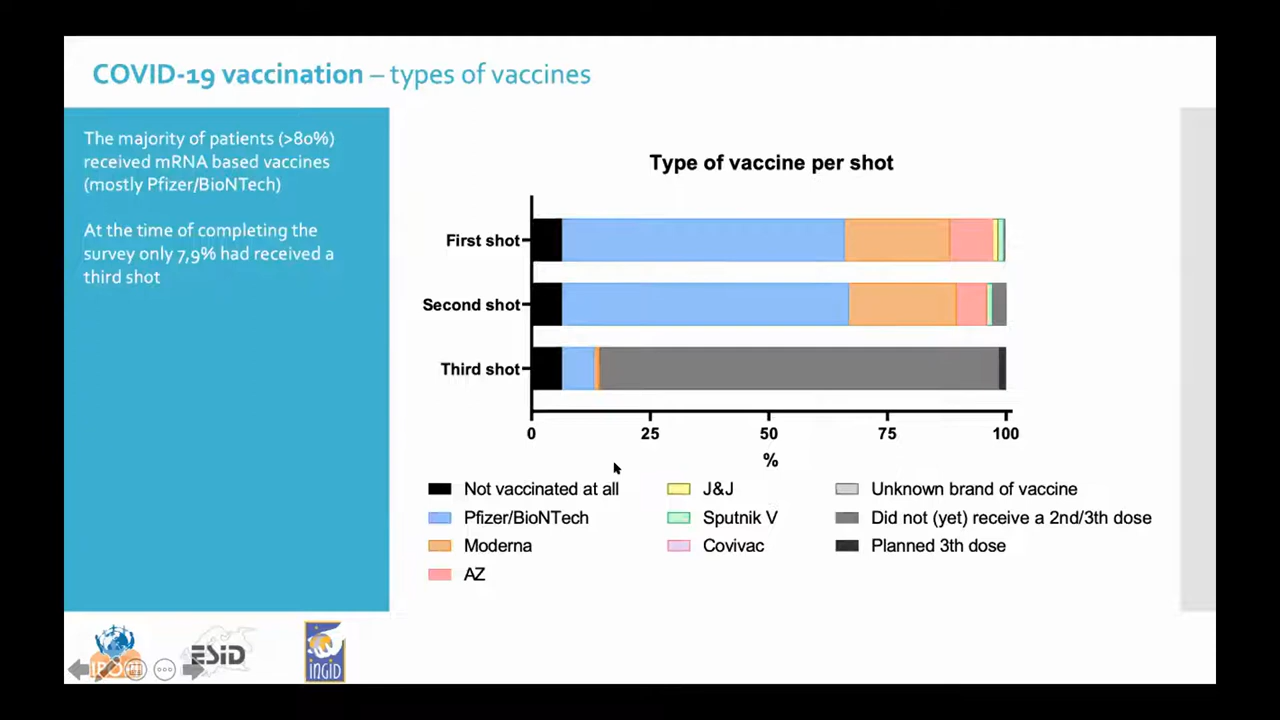 COVID-19 vaccination – types of vaccines
The majority of patients (>80%)
received mRNA based vaccines
(mostly Pfizer/BioNTech)
At the time of completing the
survey only 7,9% had received a
third shot
Type of vaccine per shot
First shot
Second shot
Third shot
0 25 50 75 100
%
Not vaccinated at all
Pfizer/BioNTech
Moderna
AZ
J&J
Sputnik V
Covivac
Unknown brand of vaccine
Did not (yet) receive a 2nd/3th dose
Planned 3th dose
ESiD
inGiD